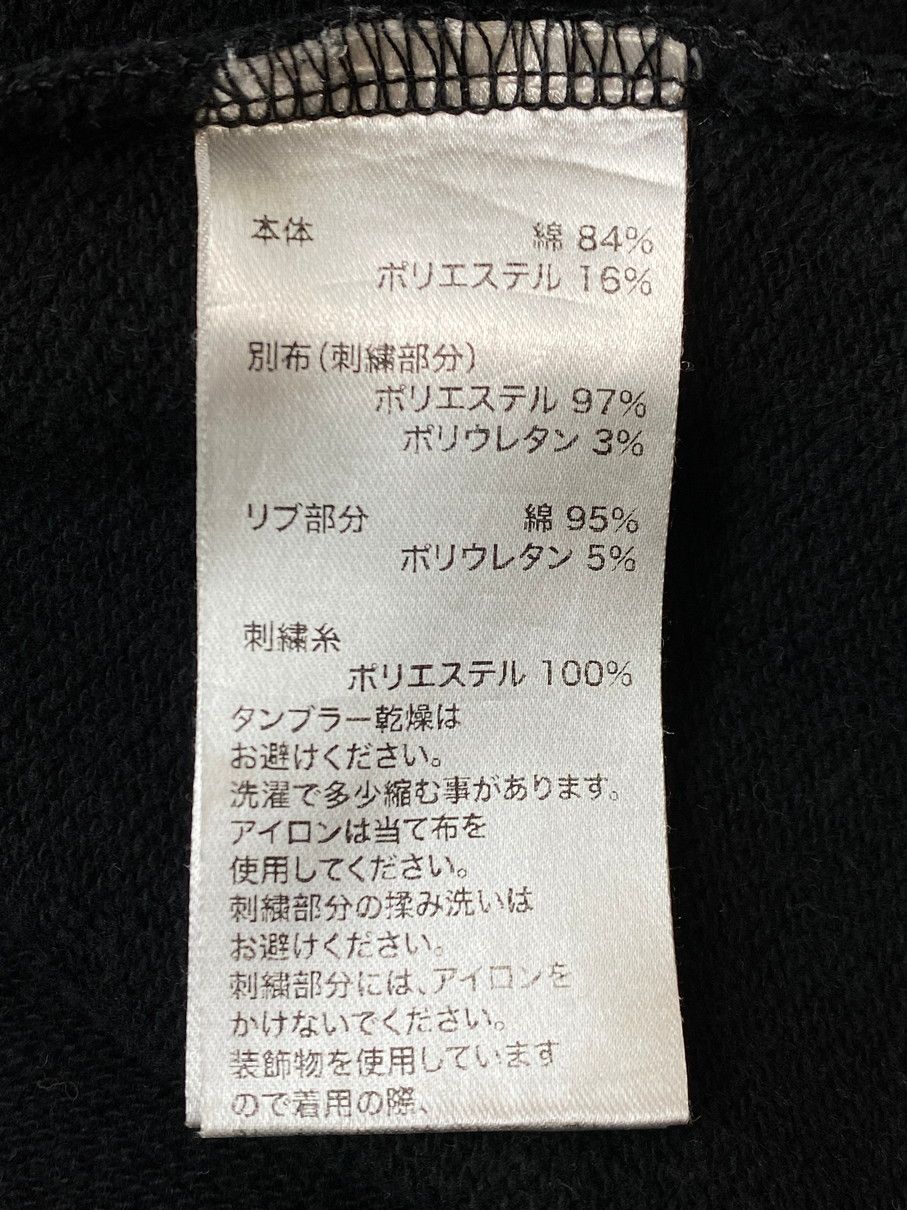 本体 綿 84%
ポリエステル 16%
別布(刺繍部分)
ポリエステル 97%
ポリウレタン 3%
リブ部分 綿 95%
ポリウレタン 5%
刺繍糸
ポリエステル 100%
タンブラー乾燥は
お避けください。
洗濯で多少縮む事があります。
アイロンは当て布を
使用してください。
刺繍部分の揉み洗いは
お避けください。
刺繍部分には、アイロンを
かけないでください。
装飾物を使用しています
ので着用の際、